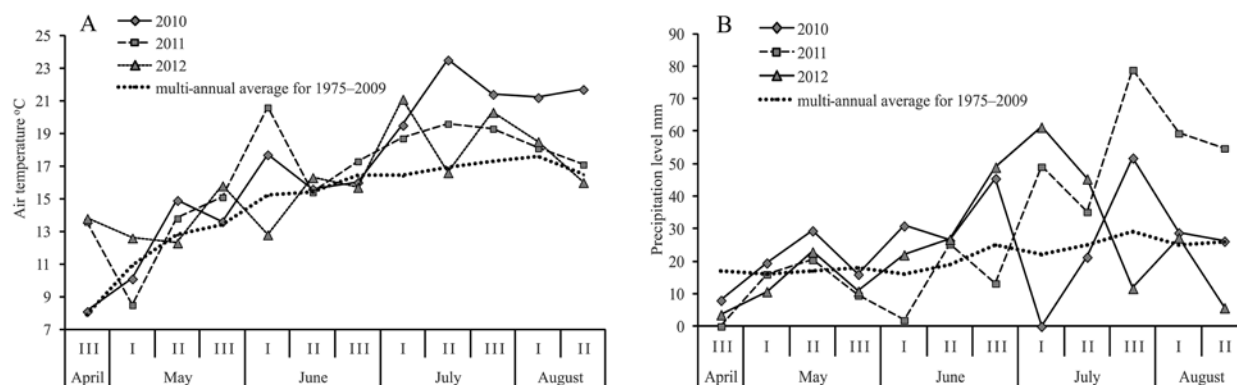 A
2010
2011
2012
multi-annual average for 1975–2009
Air temperature °C
25
23
21
19
17
15
13
11
9
7
III I II III I II III I II III I II
April May June July August
B
2010
2011
2012
multi-annual average for 1975–2009
Precipitation level mm
90
80
70
60
50
40
30
20
10
0
III I II III I II III I II III I II
April May June July August